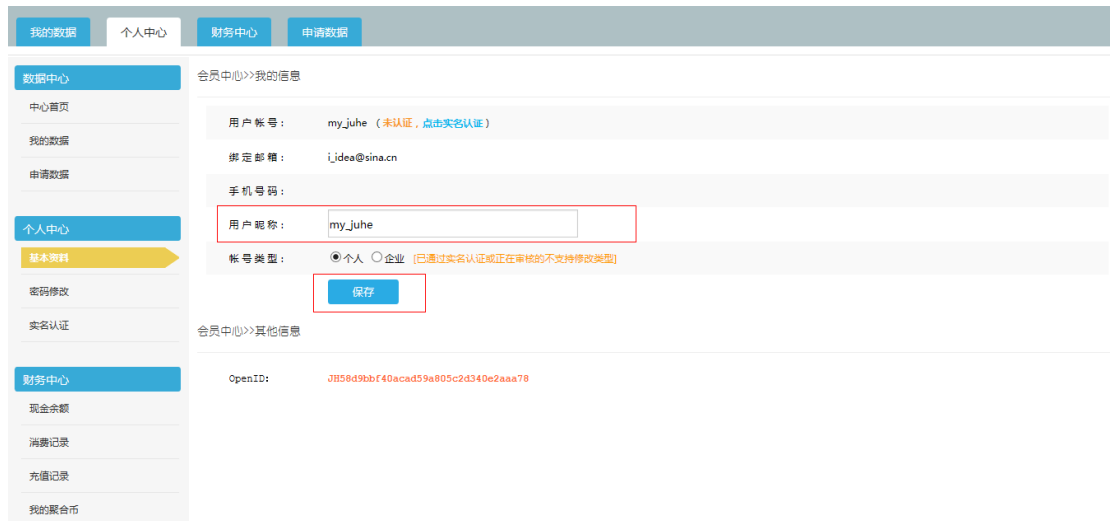 我的数据 个人中心 财务中心 申请数据
数据中心
中心首页
我的数据
申请数据
个人中心
基本资料
密码修改
实名认证
财务中心
现金余额
消费记录
充值记录
我的聚合币
会员中心>>我的信息
用户帐号: my_juhe (未认证,点击实名认证)
绑定邮箱: i_idea@sina.cn
手机号码:
用户昵称: my_juhe
帐号类型: 个人 企业 [已通过实名认证或正在审核的不支持修改类型]
保存
会员中心>>其他信息
OpenID: JH58d9bbf40acad59a805c2d340e2aaa78